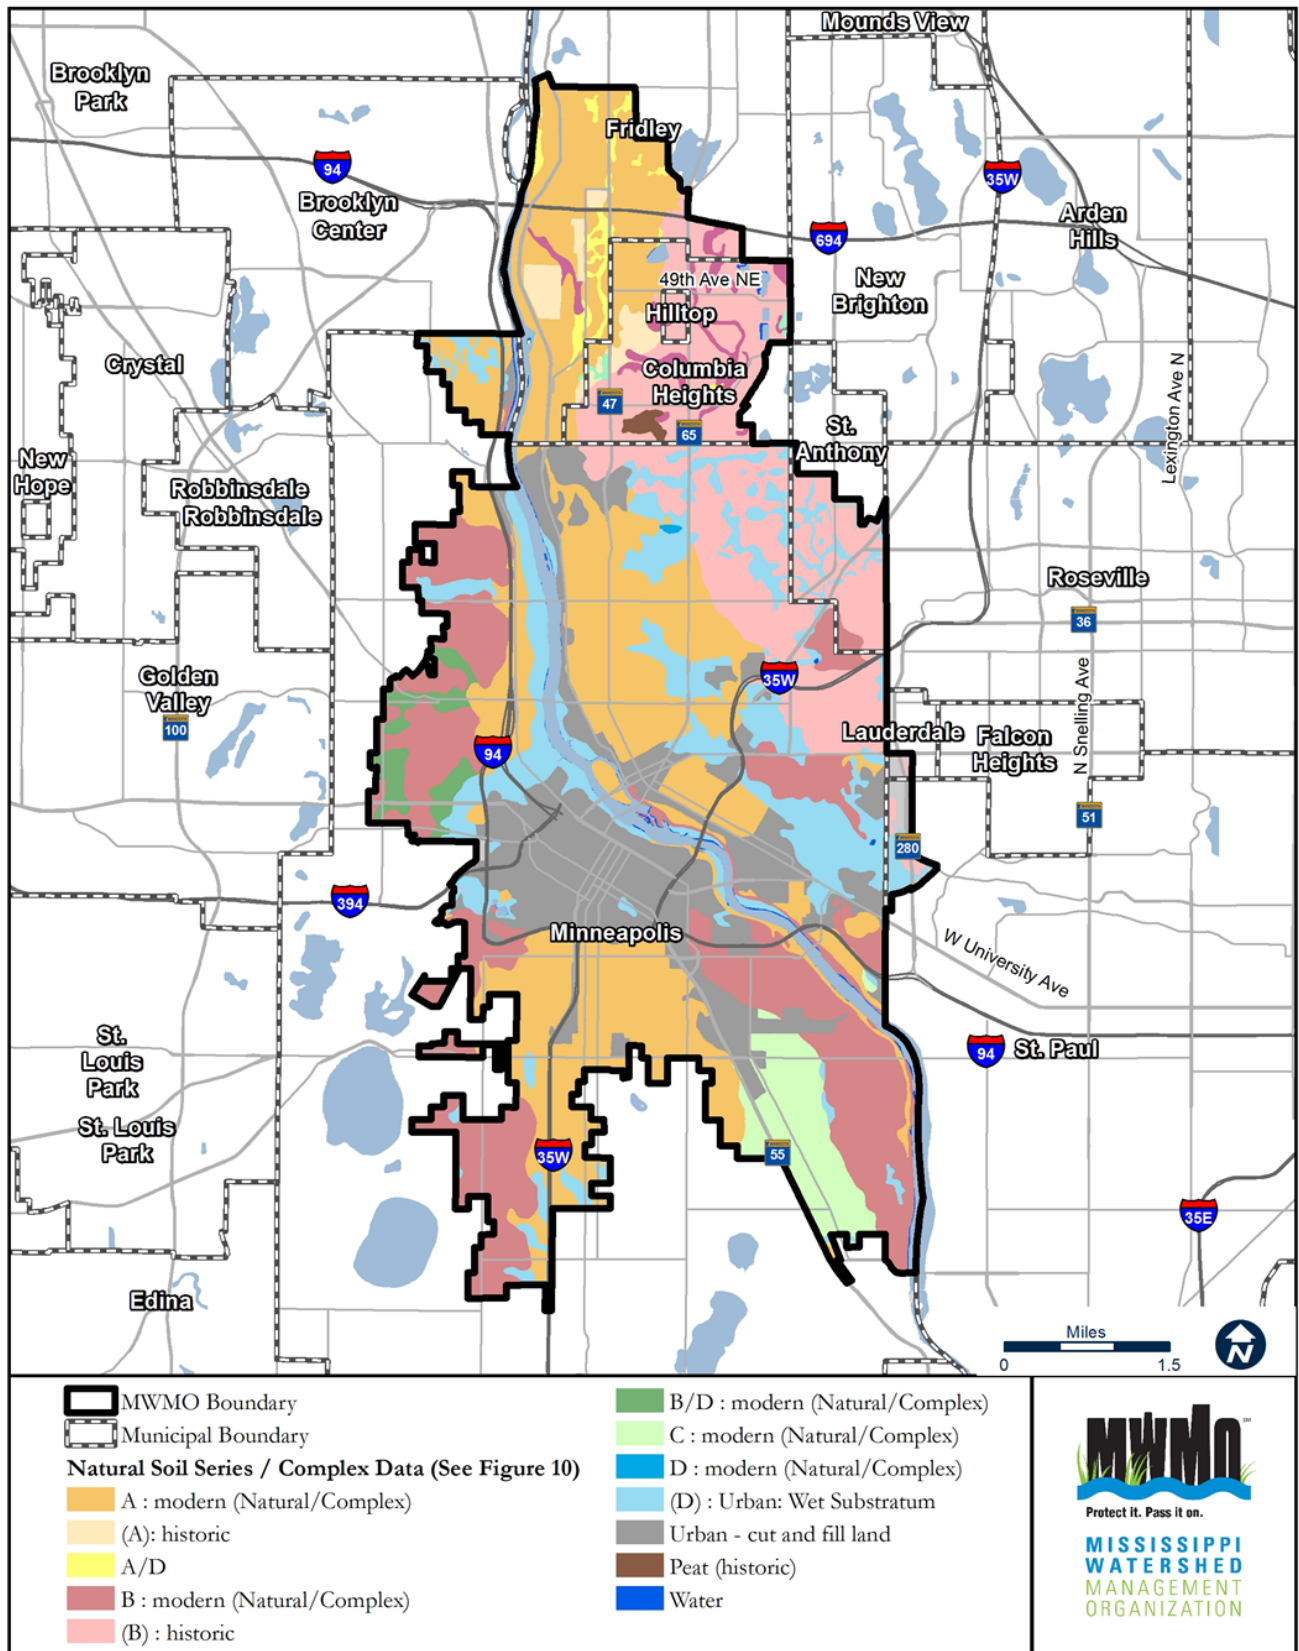 Mounds View
Brooklyn
Park
Fridley
94
35W
Brooklyn
Center
Arden
Hills
694
49th Ave NE
New
Brighton
Hilltop
Crystal
Columbia
Heights
Lexington Ave N
47
65
St.
Anthony
New
Hope
Robbinsdale
Robbinsdale
Roseville
36
Golden
Valley
100
35W
N Snelling Ave
Lauderdale
Falcon
Heights
94
51
280
394
Minneapolis
W University Ave
St.
Louis
Park
94
St. Paul
St. Louis
Park
35W
55
35E
Edina
Miles
0
1.5
N
MWMO Boundary
Municipal Boundary
Natural Soil Series / Complex Data (See Figure 10)
A : modern (Natural/Complex)
(A): historic
A/D
B : modern (Natural/Complex)
(B) : historic
B/D : modern (Natural/Complex)
C : modern (Natural/Complex)
D : modern (Natural/Complex)
(D) : Urban: Wet Substratum
Urban - cut and fill land
Peat (historic)
Water
MWMO
Protect it. Pass it on.
MISSISSIPPI
WATERSHED
MANAGEMENT
ORGANIZATION